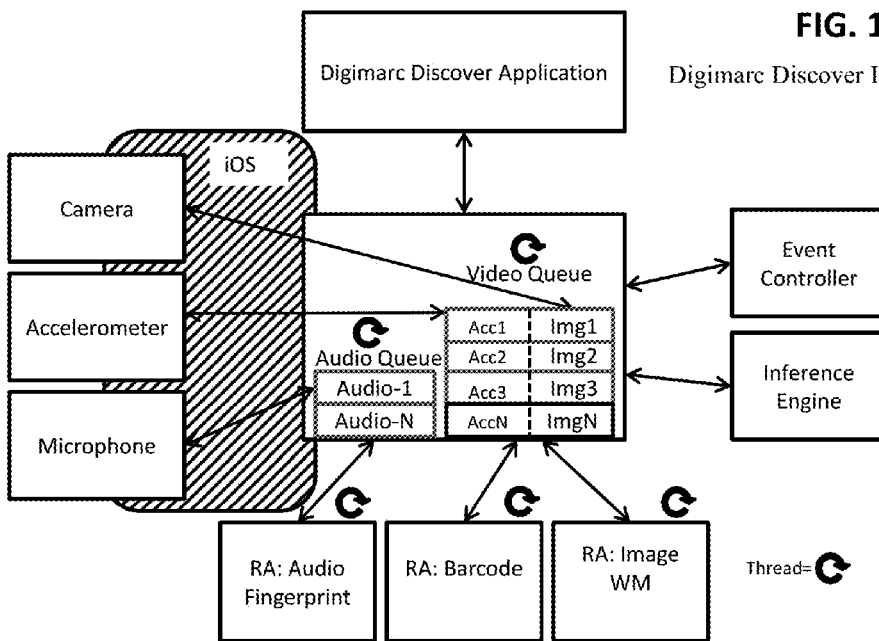 FIG. 1
Digimarc Discover Application
Digimarc Discover I
iOS
Camera
Accelerometer
Microphone
Video Queue
Acc1 Img1
Acc2 Img2
Acc3 Img3
AccN ImgN
Audio Queue
Audio-1
Audio-N
Event
Controller
Inference
Engine
RA: Audio
Fingerprint
RA: Barcode
RA: Image
WM
Thread=